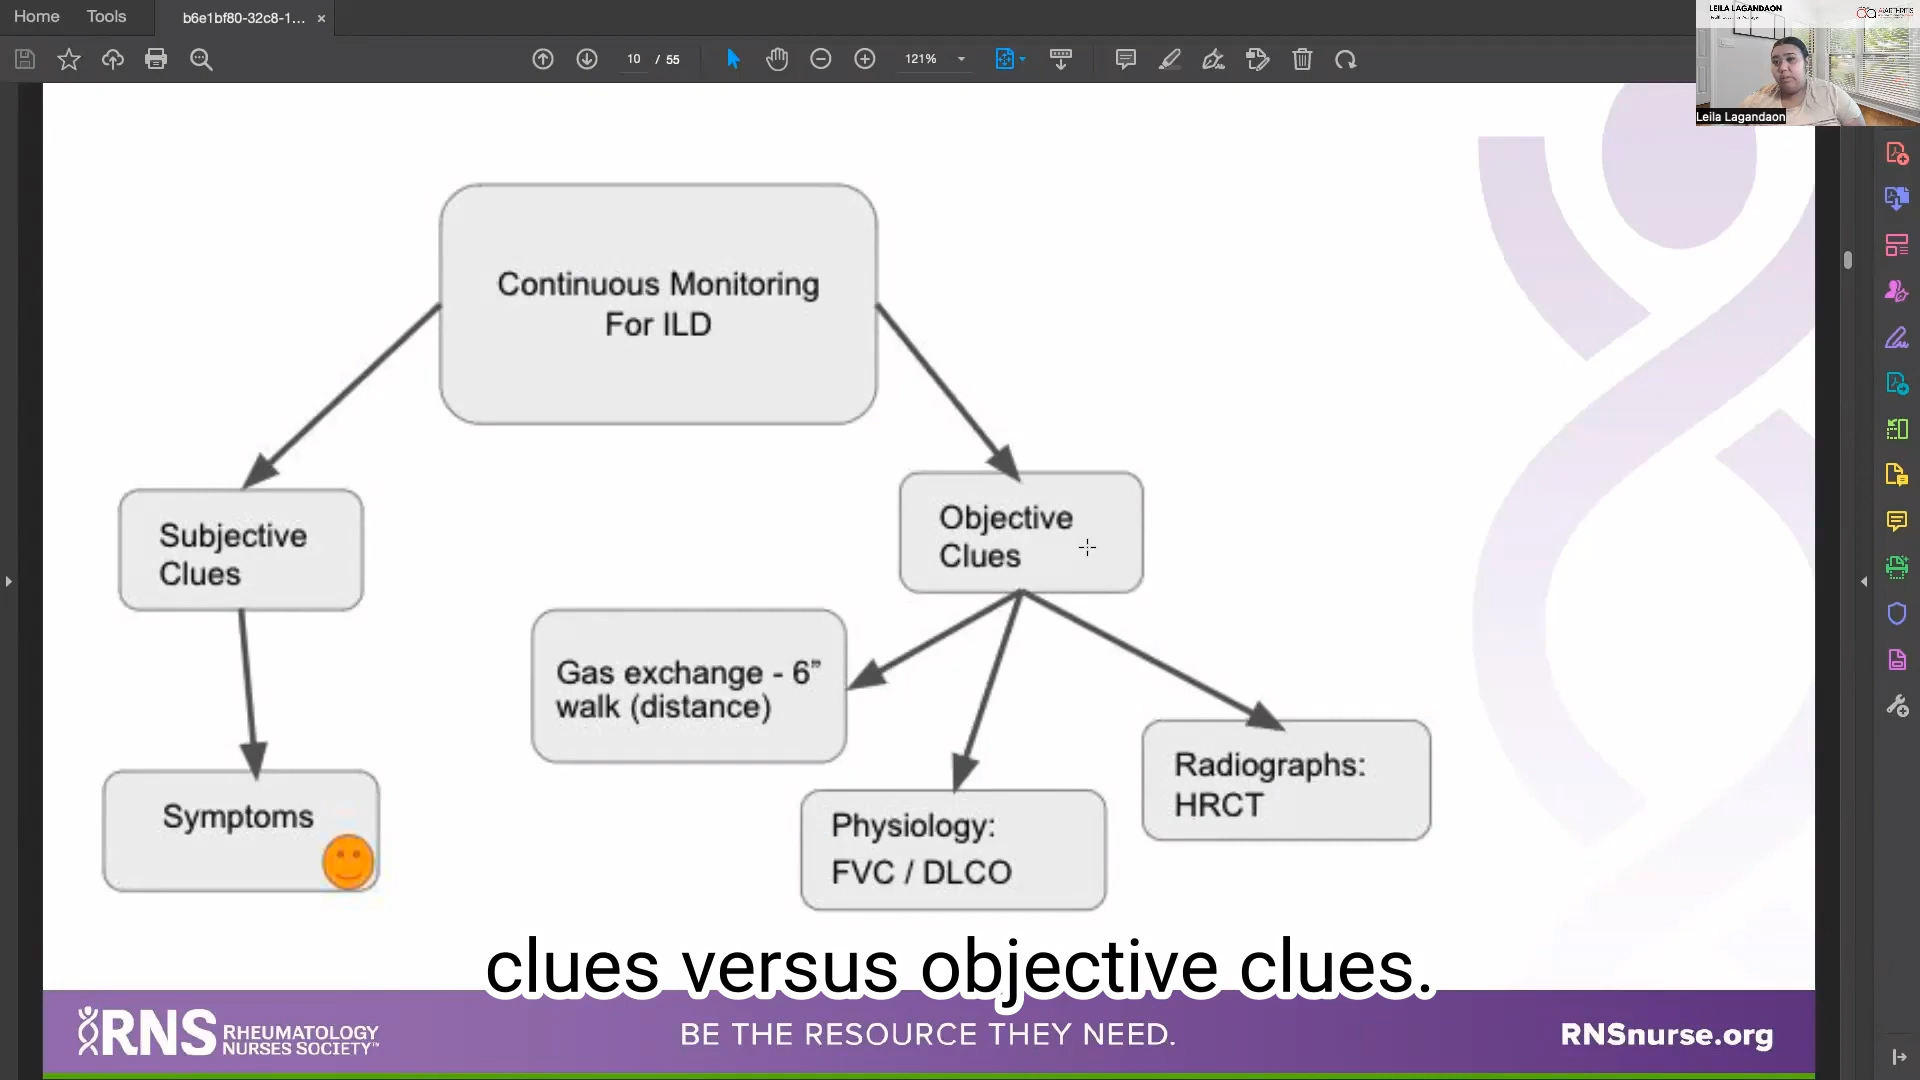 Home
Tools
b6e1bf80-32c8-1...
10 / 55
121%
LEILA LAGANDAON
Leila Lagandaon
Continuous Monitoring
For ILD
Subjective
Clues
Objective
Clues
Gas exchange - 6”
walk (distance)
Symptoms
Physiology:
FVC / DLCO
Radiographs:
HRCT
clues versus objective clues.
RNS RHEUMATOLOGY
NURSES SOCIETY™
BE THE RESOURCE THEY NEED.
RNSnurse.org